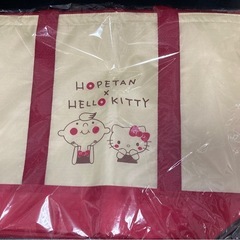 HOPETAN
×
HELLO KITTY